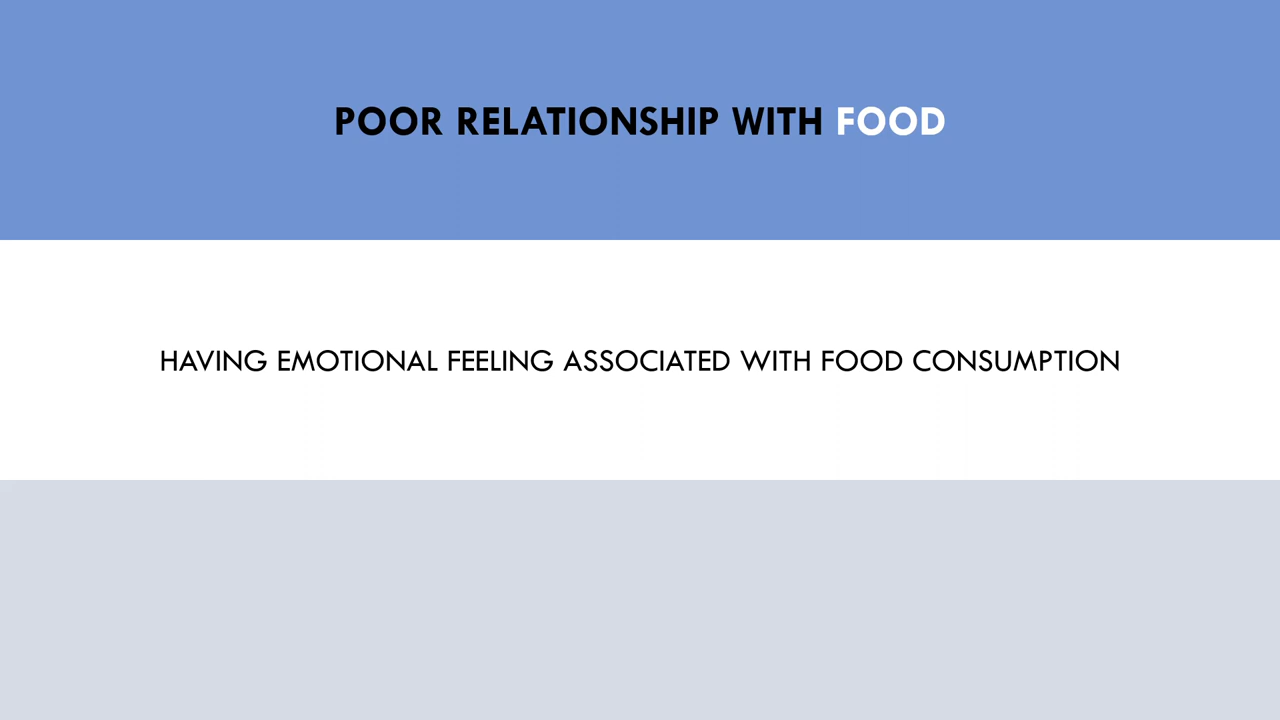 POOR RELATIONSHIP WITH FOOD
HAVING EMOTIONAL FEELING ASSOCIATED WITH FOOD CONSUMPTION